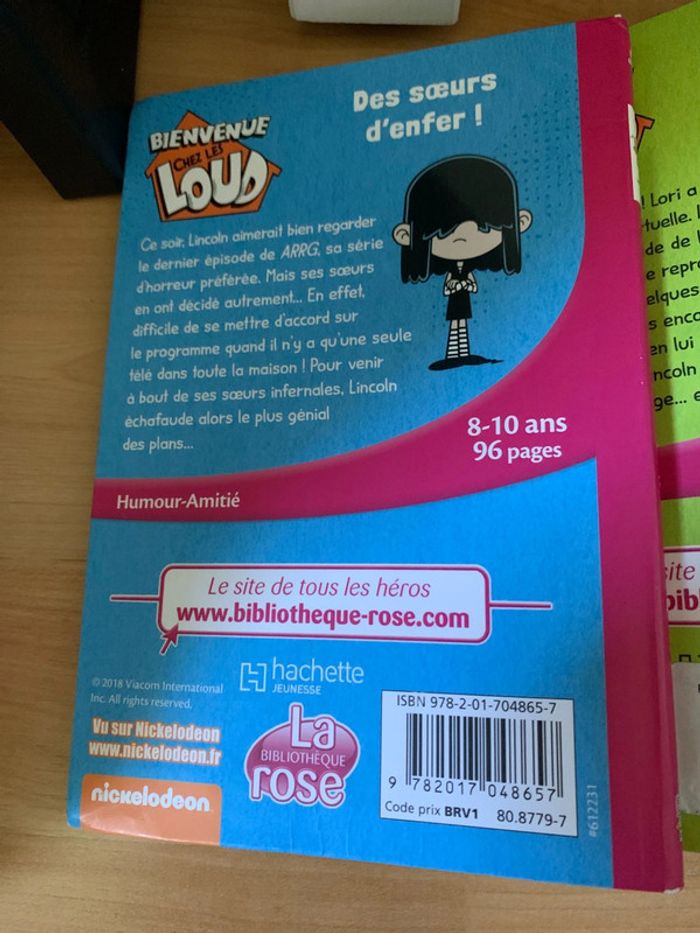 Des sœurs
d'enfer !
BIENVENUE
CHEZ LES
LOUD
Ce soir, Lincoln aimerait bien regarder
le dernier épisode de ARRG, sa série
d'horreur préférée. Mais ses sœurs
en ont décidé autrement... En effet,
difficile de se mettre d'accord sur
le programme quand il n'y a qu'une seule
télé dans toute la maison ! Pour venir
à bout de ses sœurs infernales, Lincoln
échafaude alors le plus génial
des plans...
8-10 ans
96 pages
Humour-Amitié
Le site de tous les héros
www.bibliotheque-rose.com
© 2018 Viacom International
Inc. All rights reserved.
Vu sur Nickelodeon
www.nickelodeon.fr
nickelodeon
hachette
JEUNESSE
La
BIBLIOTHÈQUE
rose
ISBN 978-2-01-704865-7
9 782017 048657
Code prix BRV1 80.8779-7
#612231
! Lori a
de de
en lui